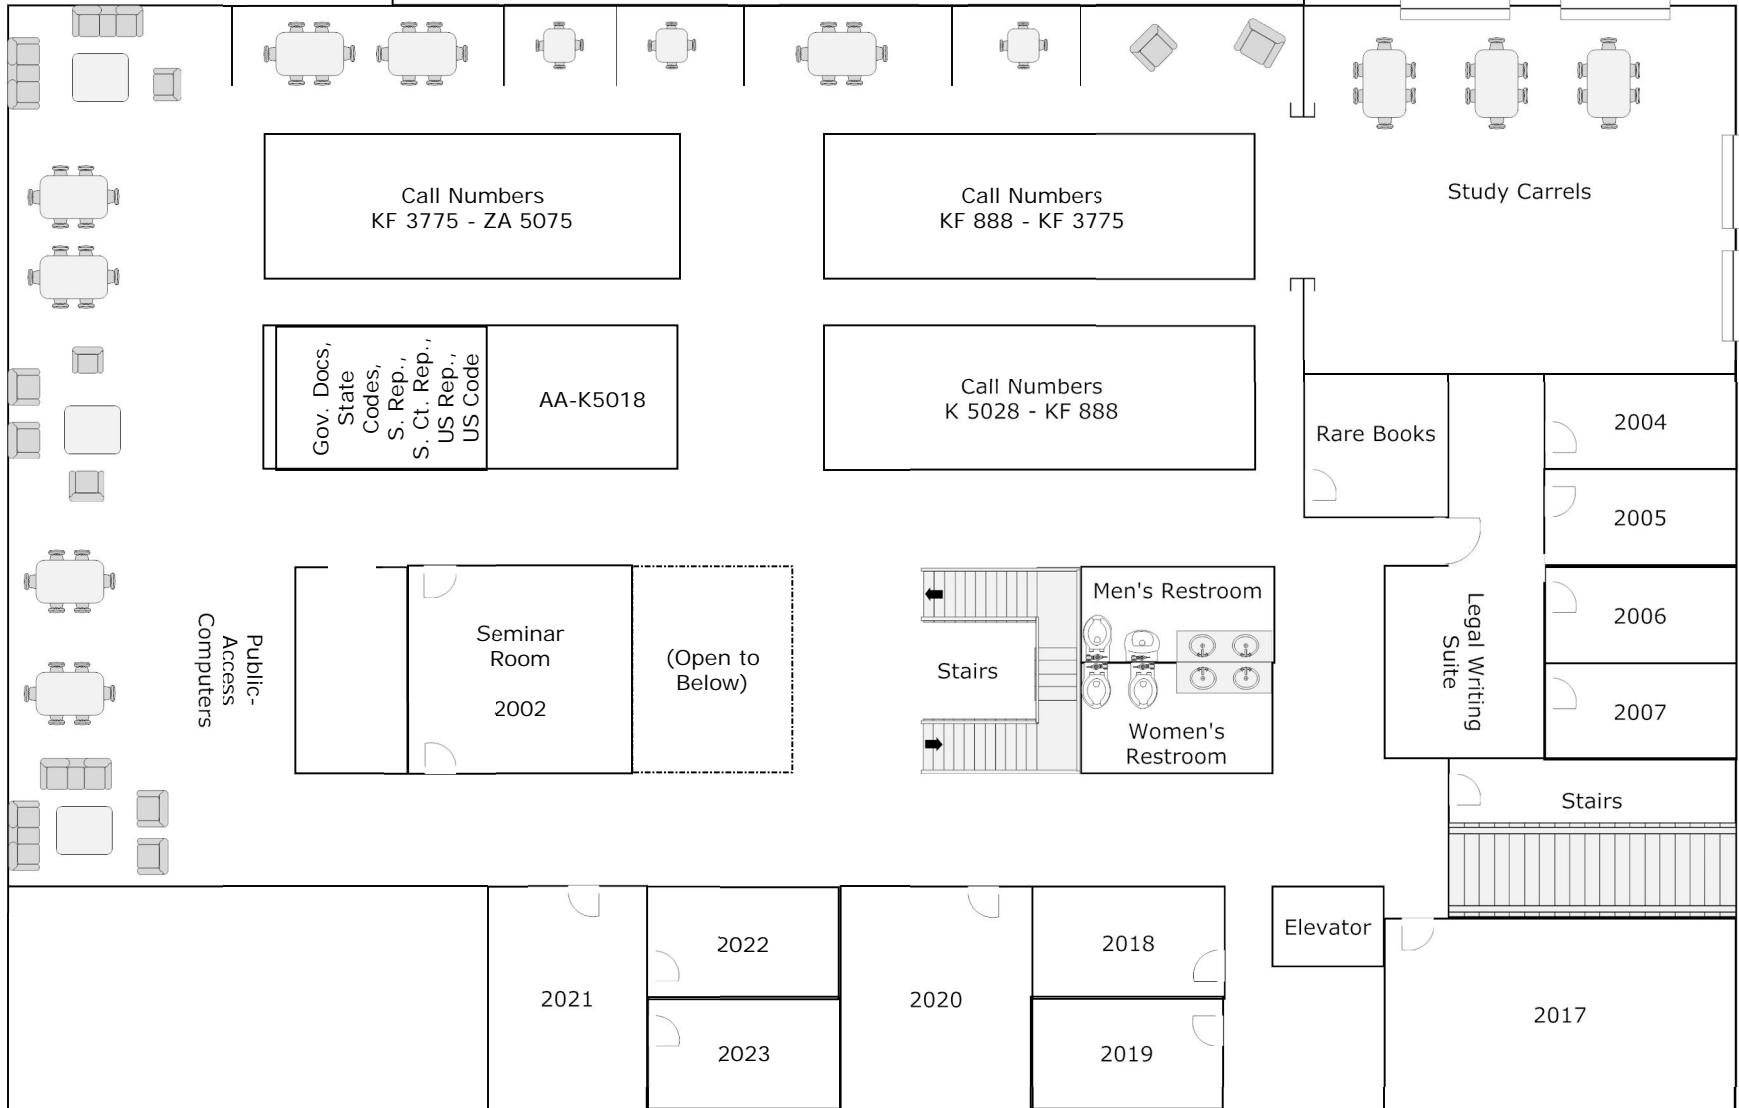 Call Numbers
KF 3775 - ZA 5075
Call Numbers
KF 888 - KF 3775
Study Carrels
Gov. Docs,
State
Codes,
S. Rep.,
S. Ct. Rep.,
US Rep.,
US Code
AA-K5018
Call Numbers
K 5028 - KF 888
Rare Books
2004
2005
2006
2007
Legal Writing
Suite
Public-
Access
Computers
Seminar
Room
2002
(Open to
Below)
Stairs
Men's Restroom
Women's
Restroom
Stairs
2021
2022
2023
2020
2018
2019
Elevator
2017